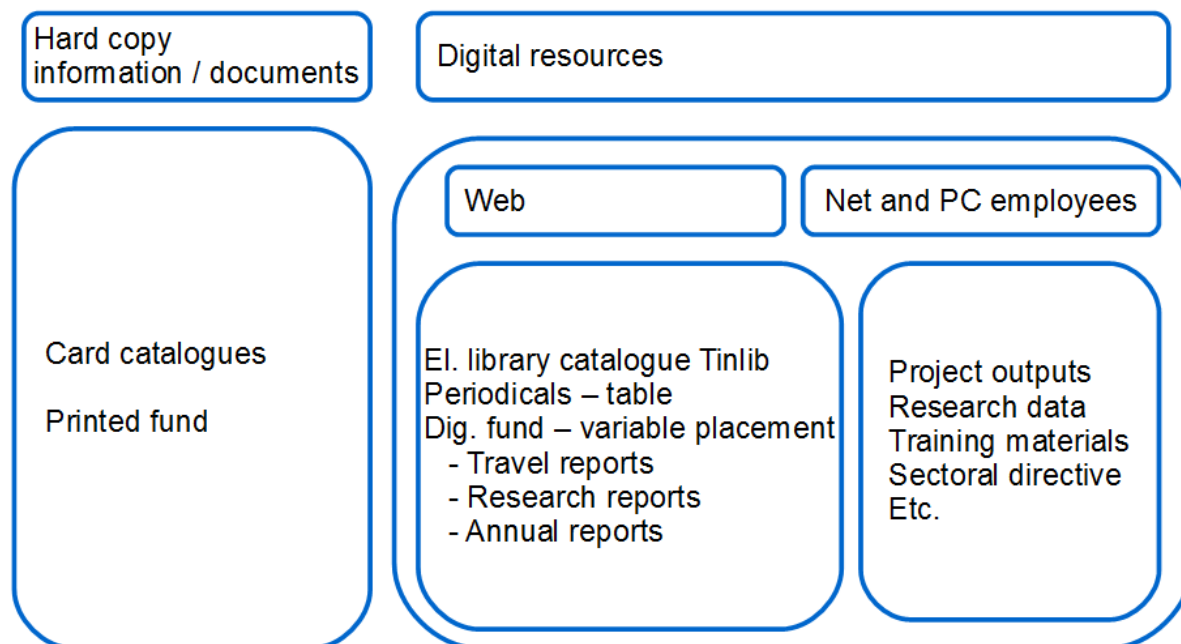 Hard copy
information / documents
Digital resources
Web
Net and PC employees
Card catalogues
Printed fund
El. library catalogue Tinlib
Periodicals – table
Dig. fund – variable placement
- Travel reports
- Research reports
- Annual reports
Project outputs
Research data
Training materials
Sectoral directive
Etc.